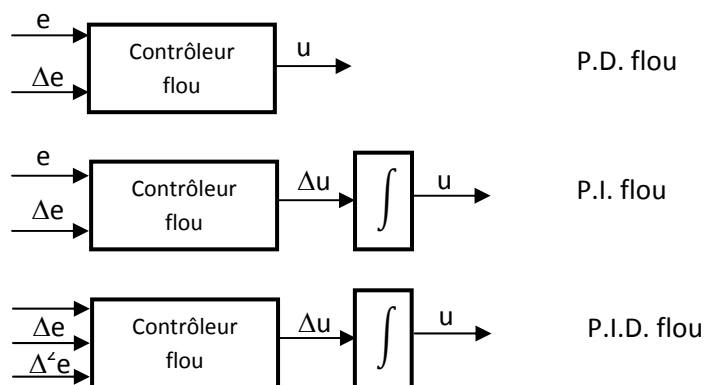 e
Δe
Contrôleur
flou
u
P.D. flou
e
Δe
Contrôleur
flou
Δu
∫
u
P.I. flou
Δe
Δ²e
Contrôleur
flou
Δu
∫
u
P.I.D. flou